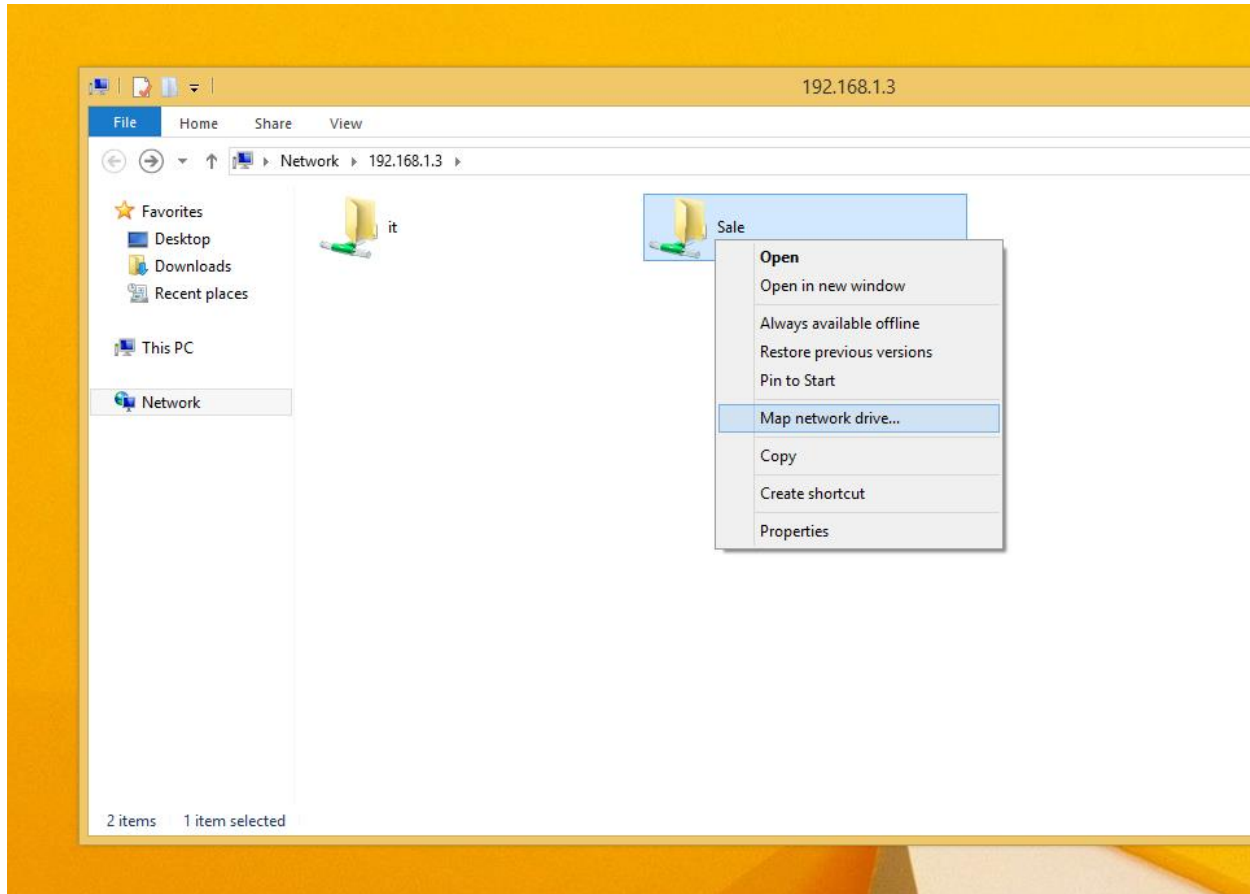 192.168.1.3
File Home Share View
Network 192.168.1.3
Favorites
Desktop
Downloads
Recent places
This PC
Network
it
Sale
Open
Open in new window
Always available offline
Restore previous versions
Pin to Start
Map network drive...
Copy
Create shortcut
Properties
2 items 1 item selected